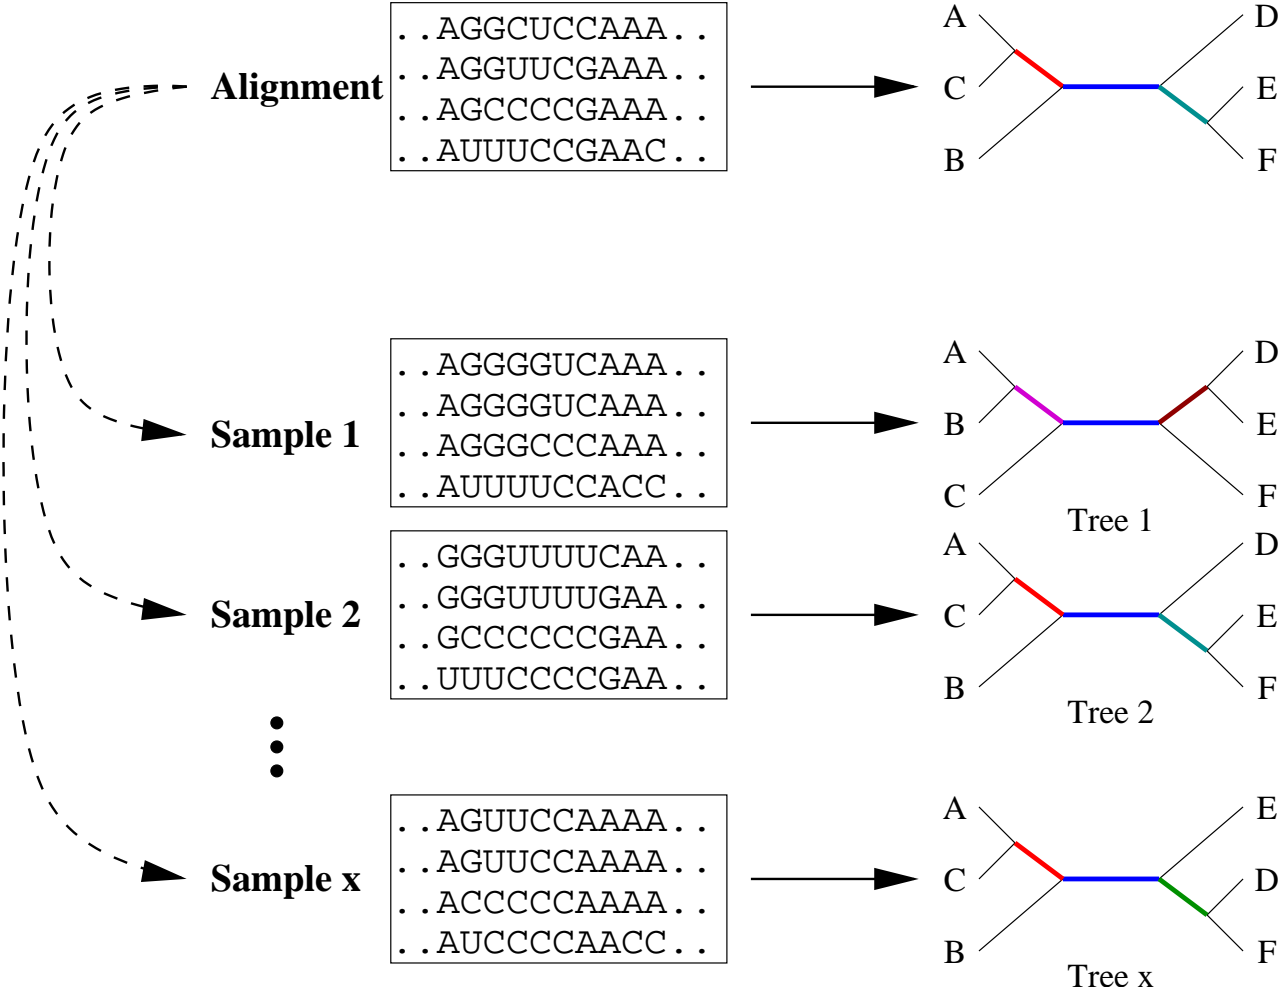 A
D
..AGGCUCCAAA..
..AGGUUCGAAA..
Alignment
C
E
..AGCCCCGAAA..
..AUUUCCGAAC..
B
F
A
D
..AGGGGUCAAA..
..AGGGGUCAAA..
Sample 1
B
E
..AGGGCCCAAA..
..AUUUUCCACC..
C
F
Tree 1
A
D
..GGGUUUUCAA..
..GGGUUUUGAA..
Sample 2
C
E
..GCCCCCCGAA..
..UUUCCCCGAA..
B
F
Tree 2
A
E
..AGUUCCAAAA..
..AGUUCCAAAA..
Sample x
C
D
..ACCCCCAAAA..
..AUCCCCAACC..
B
F
Tree x